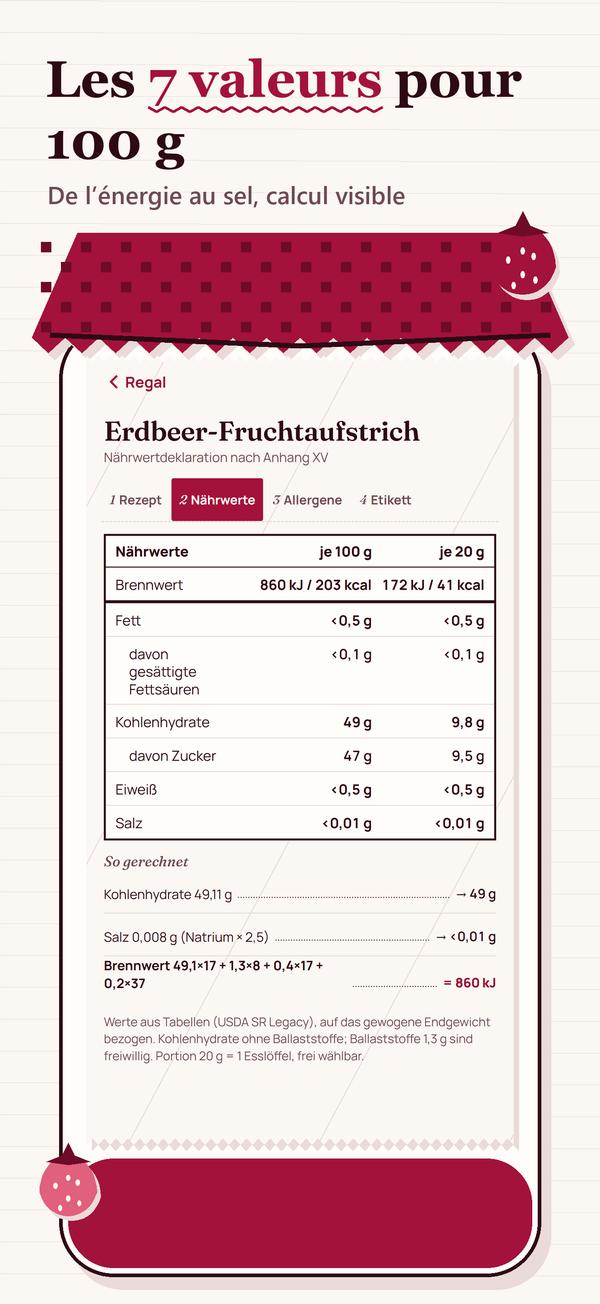 Les 7 valeurs pour
100 g
De l’énergie au sel, calcul visible
Regal
Erdbeer-Fruchtaufstrich
Nährwertdeklaration nach Anhang XV
1 Rezept 2 Nährwerte 3 Allergene 4 Etikett
Nährwerte je 100 g je 20 g
Brennwert 860 kJ / 203 kcal 172 kJ / 41 kcal
Fett <0,5 g <0,5 g
davon <0,1 g <0,1 g
gesättigte
Fettsäuren
Kohlenhydrate 49 g 9,8 g
davon Zucker 47 g 9,5 g
Eiweiß <0,5 g <0,5 g
Salz <0,01 g <0,01 g
So gerechnet
Kohlenhydrate 49,11 g → 49 g
Salz 0,008 g (Natrium × 2,5) → <0,01 g
Brennwert 49,1×17 + 1,3×8 + 0,4×17 +
0,2×37 = 860 kJ
Werte aus Tabellen (USDA SR Legacy), auf das gewogene Endgewicht
bezogen. Kohlenhydrate ohne Ballaststoffe; Ballaststoffe 1,3 g sind
freiwillig. Portion 20 g = 1 Esslöffel, frei wählbar.